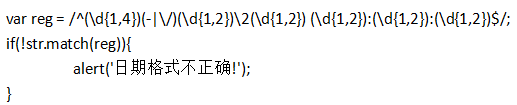 var reg = /^(\d{1,4})(-|\/)(\d{1,2})\2(\d{1,2}) (\d{1,2}):(\d{1,2}):(\d{1,2})$/;
if(!str.match(reg)){
alert('日期格式不正确!');
}